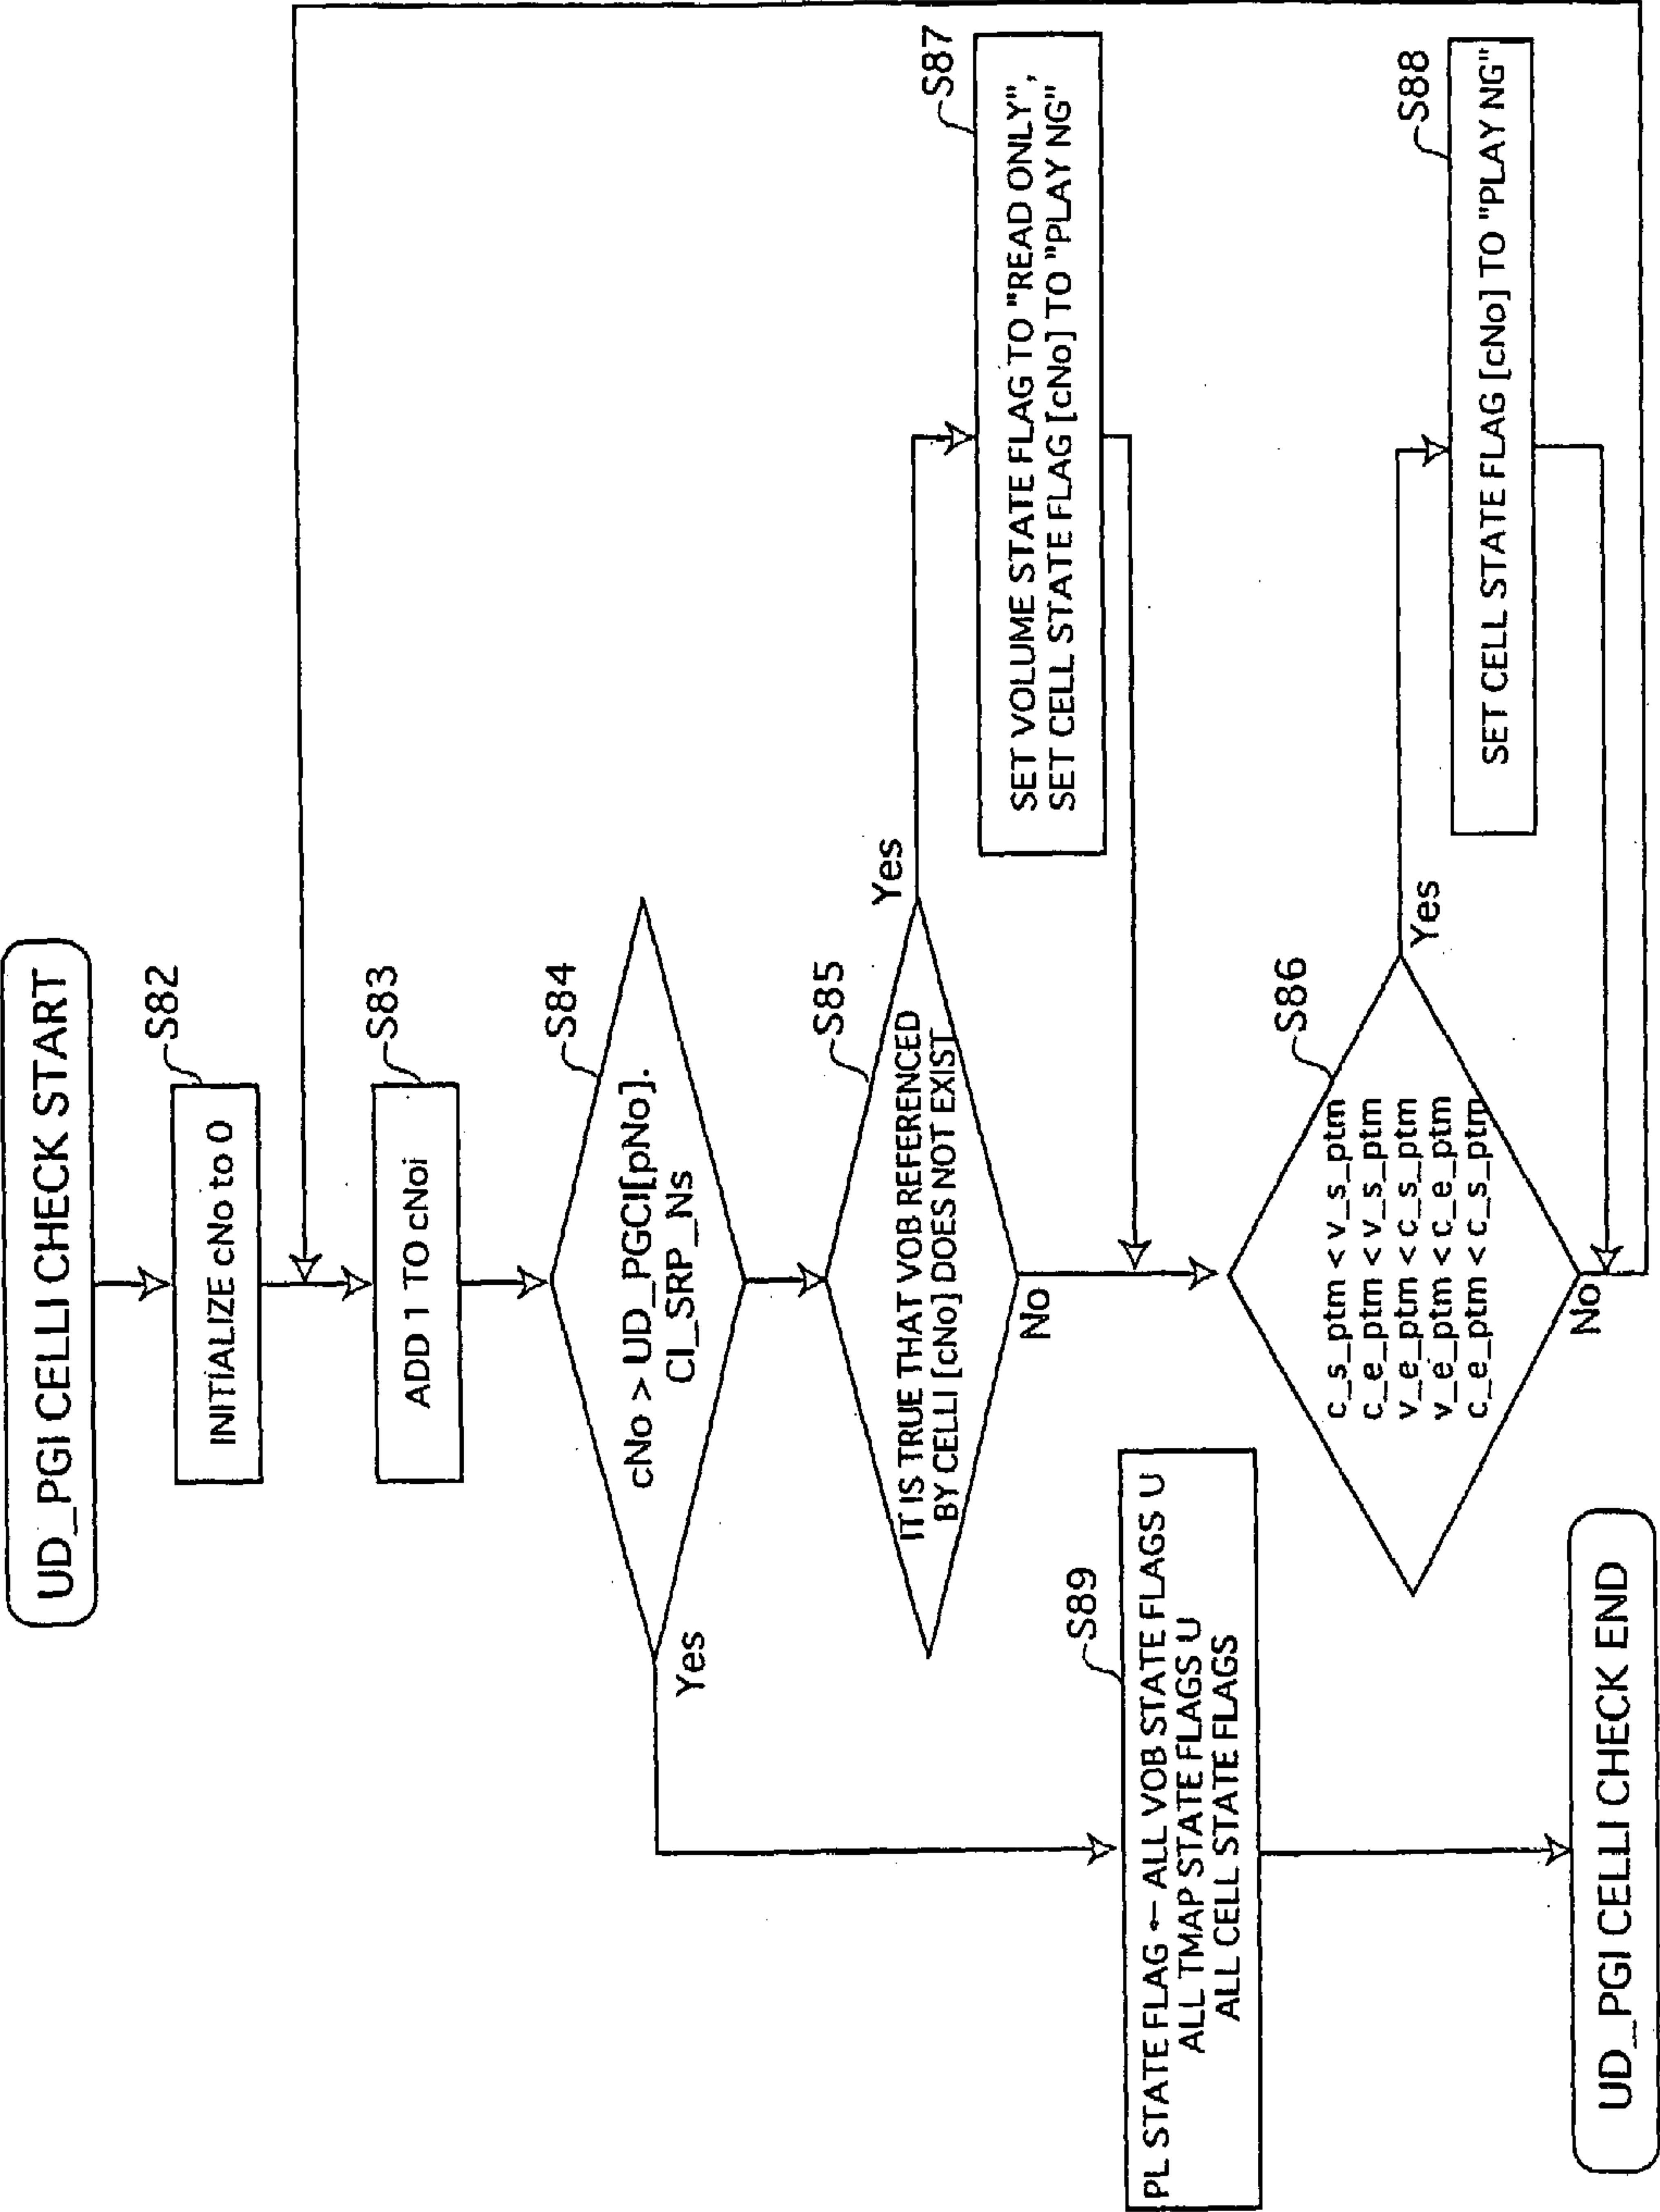 UD_PGI CELLI CHECK START
S82
INITIALIZE cNo to 0
S83
ADD 1 TO cNoi
S84
cNo > UD_PGCI[pNo].
CI_SRP_Ns
Yes
S85
IT IS TRUE THAT VOB REFERENCED
BY CELLI [cNo] DOES NOT EXIST
Yes
No
S87
SET VOLUME STATE FLAG TO "READ ONLY",
SET CELL STATE FLAG [cNo] TO "PLAY NG"
S86
c_s_ptm < v_s_ptm
c_e_ptm < v_s_ptm
v_e_ptm < c_s_ptm
v_e_ptm < c_e_ptm
c_e_ptm < c_s_ptm
Yes
No
S88
SET CELL STATE FLAG [cNo] TO "PLAY NG"
S89
PL STATE FLAG ← ALL VOB STATE FLAGS U
ALL TMAP STATE FLAGS U
ALL CELL STATE FLAGS
UD_PGI CELLI CHECK END